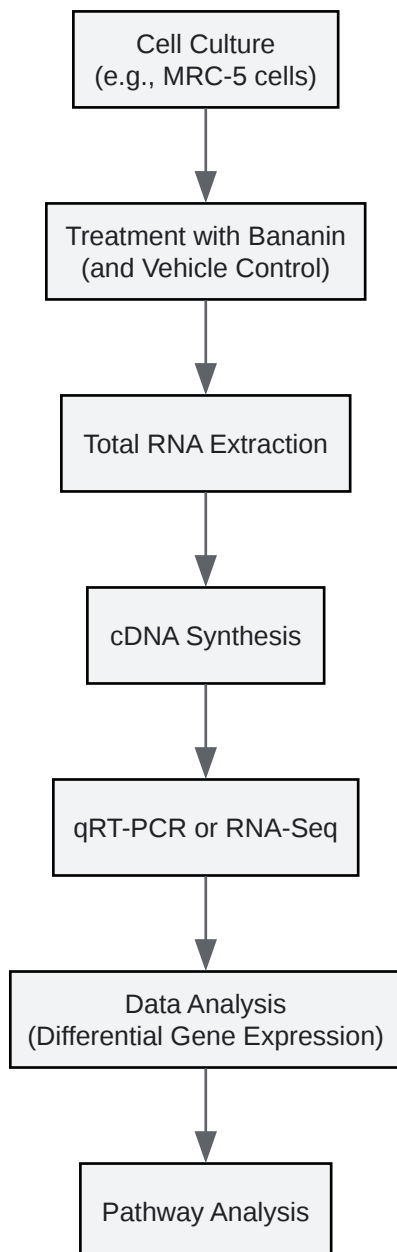 Cell Culture
(e.g., MRC-5 cells)
Treatment with Bananin
(and Vehicle Control)
Total RNA Extraction
cDNA Synthesis
qRT-PCR or RNA-Seq
Data Analysis
(Differential Gene Expression)
Pathway Analysis